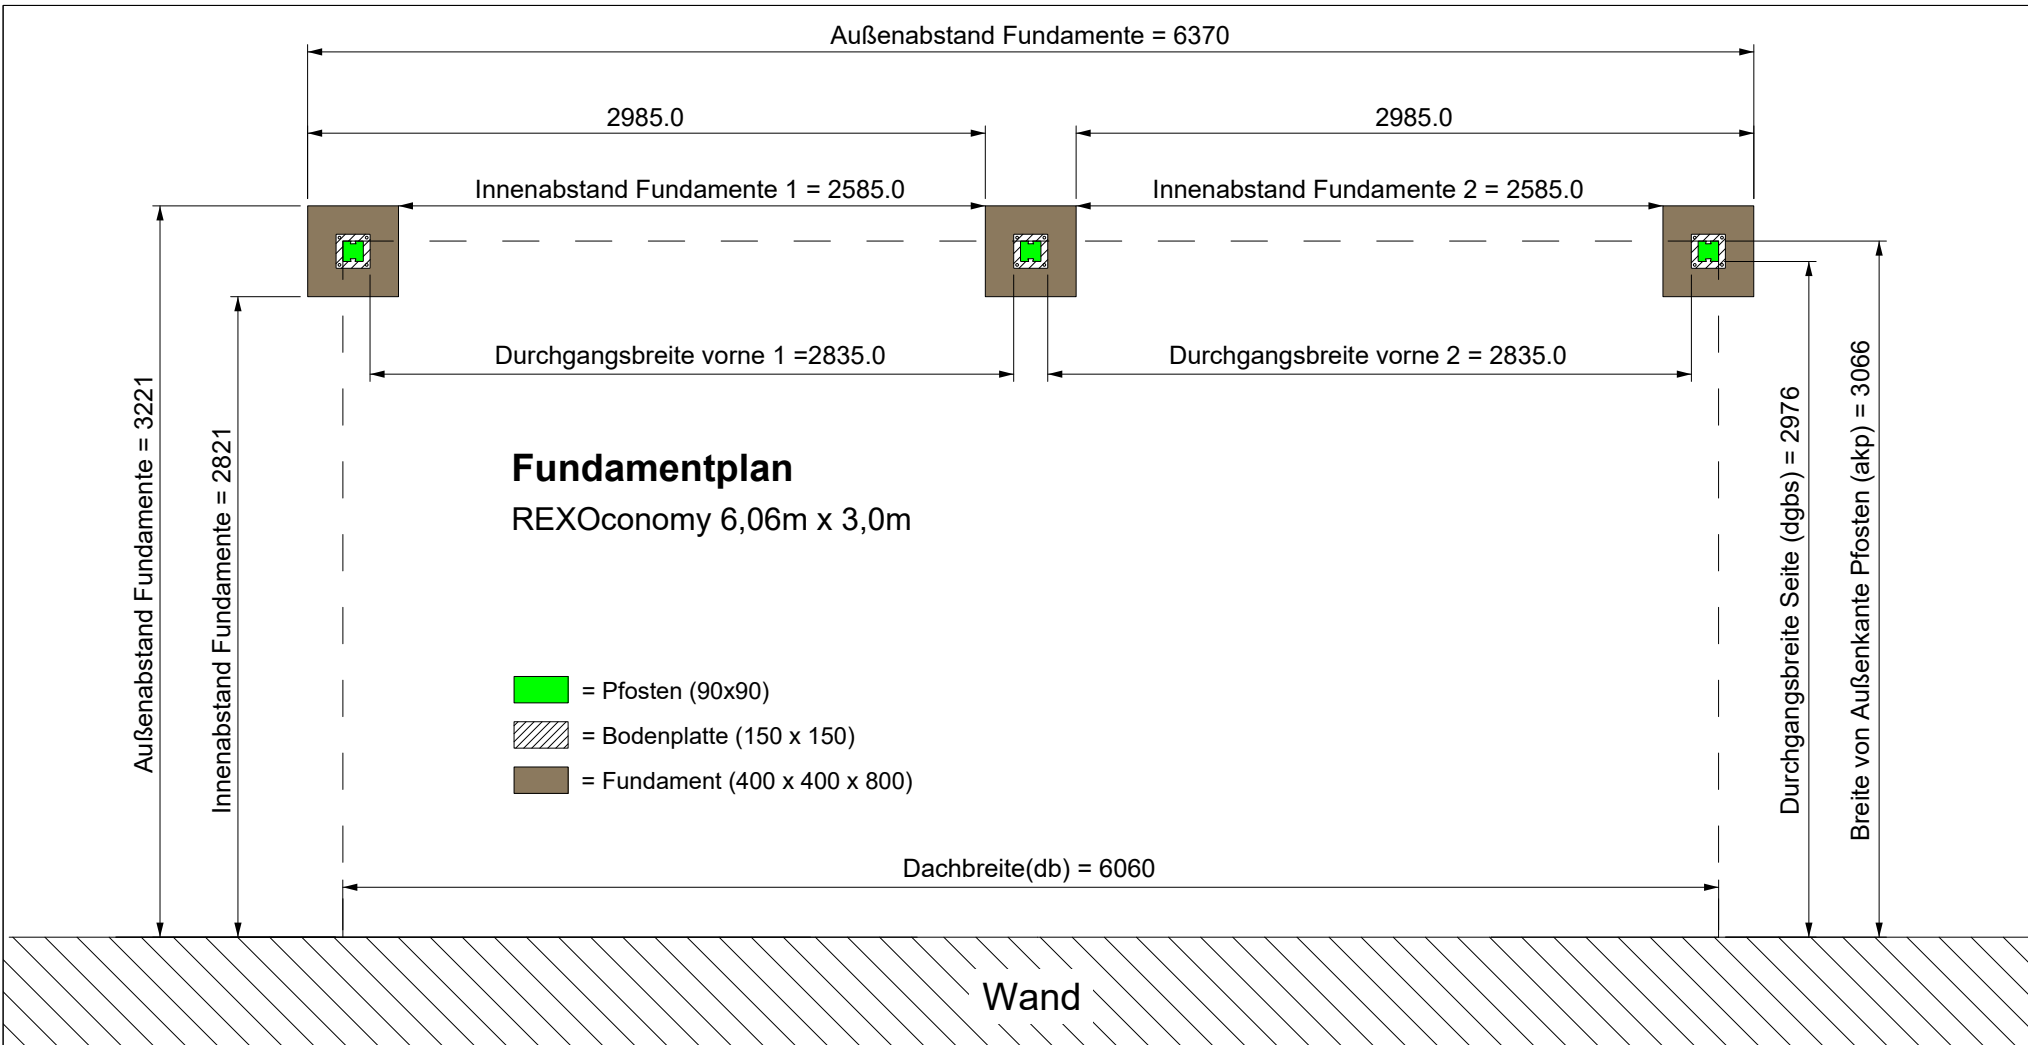 Außenabstand Fundamente = 6370
2985.0
2985.0
Innenabstand Fundamente 1 = 2585.0
Innenabstand Fundamente 2 = 2585.0
Durchgangsbreite vorne 1 =2835.0
Durchgangsbreite vorne 2 = 2835.0
Außenabstand Fundamente = 3221
Innenabstand Fundamente = 2821
Durchgangsbreite Seite (dgbs) = 2976
Breite von Außenkante Pfosten (akp) = 3066
Fundamentplan
REXOconomy 6,06m x 3,0m
= Pfosten (90x90)
= Bodenplatte (150 x 150)
= Fundament (400 x 400 x 800)
Dachbreite(db) = 6060
Wand